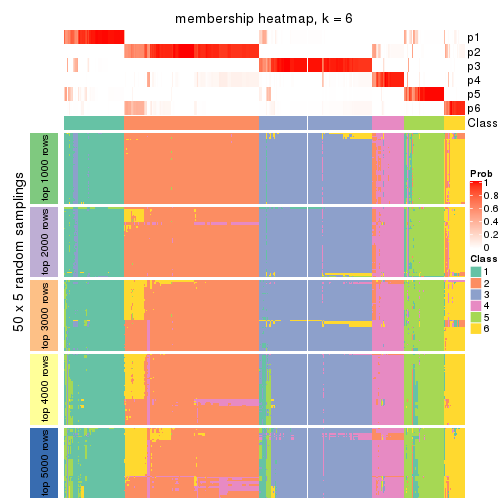 membership heatmap, k = 6
p1
p2
p3
p4
p5
p6
Class
50 x 5 random samplings
top 1000 rows
top 2000 rows
top 3000 rows
top 4000 rows
top 5000 rows
Prob
1
0.8
0.6
0.4
0.2
0
Class
1
2
3
4
5
6